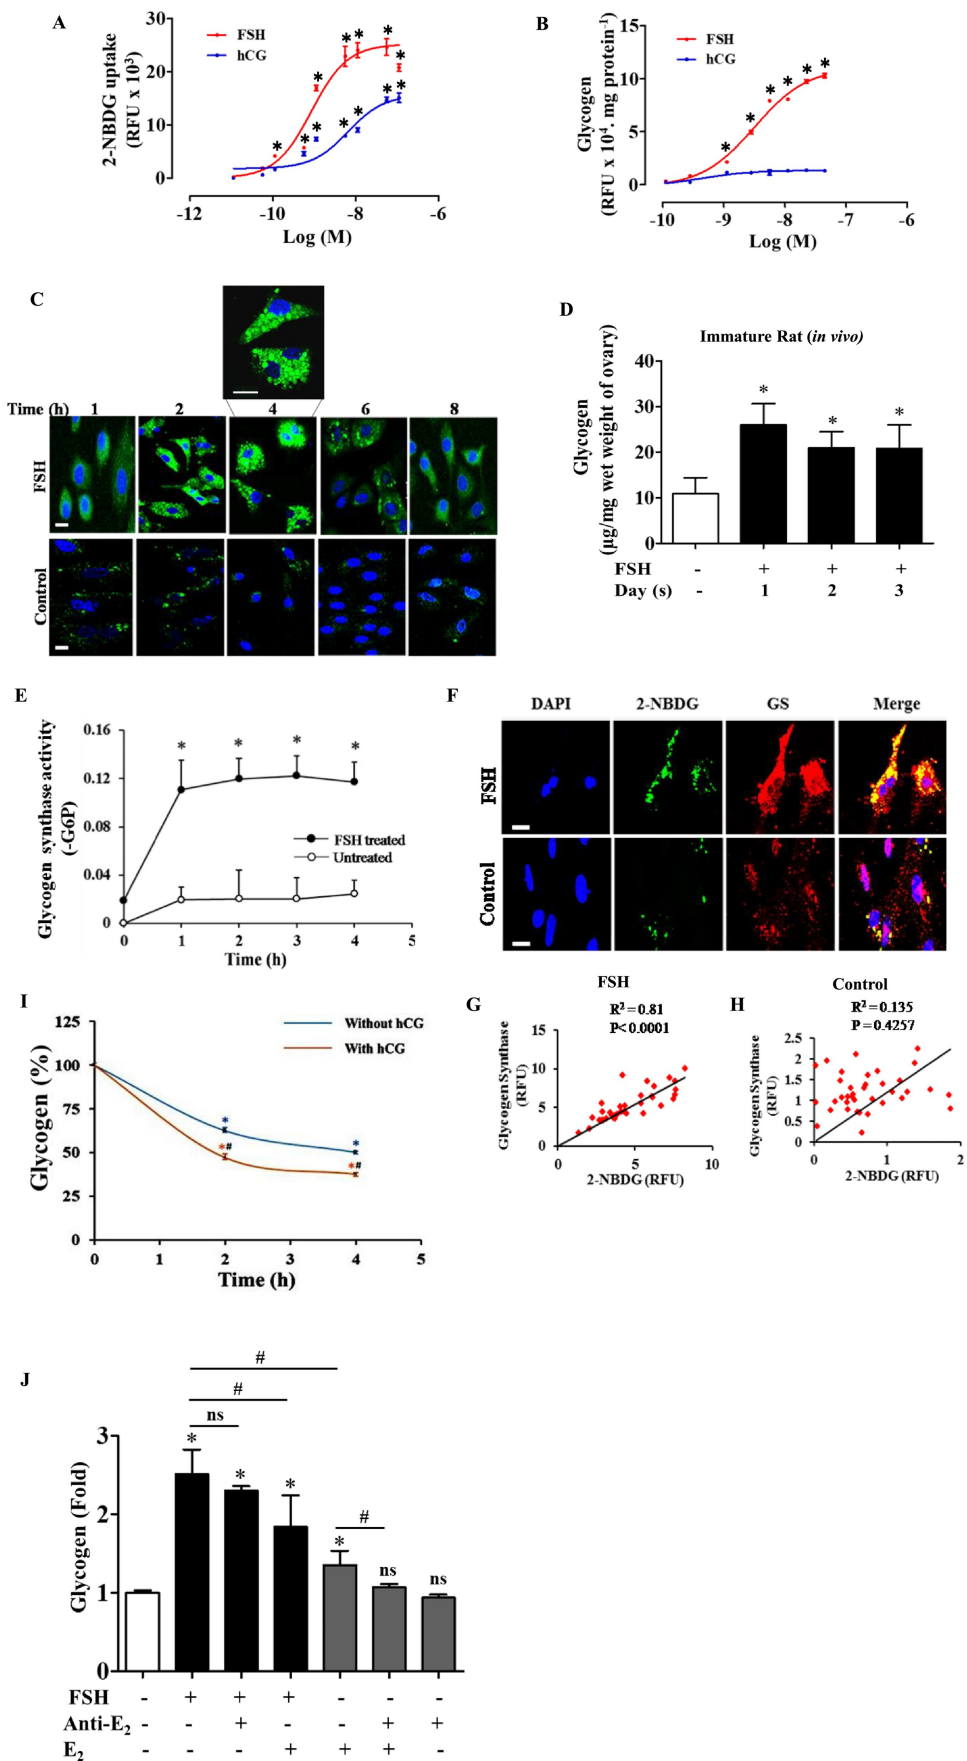 A
2-NBDG uptake
(RFU x 10³)
30
20
10
0
FSH
hCG
* * * * * * * * * * * * *
-12 -10 -8 -6
Log (M)
B
Glycogen
(RFU x 10⁴. mg protein⁻¹)
15
10
5
0
FSH
hCG
* * * * * *
-10 -9 -8 -7 -6
Log (M)
C
Time (h) 1 2 4 6 8
FSH
Control
D
Immature Rat (in vivo)
Glycogen
(µg/mg wet weight of ovary)
40
30
20
10
0
* * *
FSH - + + +
Day (s) - 1 2 3
E
Glycogen synthase activity
(-G6P)
0.16
0.12
0.08
0.04
0
* * * *
FSH treated
Untreated
0 1 2 3 4 5
Time (h)
F
DAPI 2-NBDG GS Merge
FSH
Control
G
FSH
R² = 0.81
P< 0.0001
Glycogen Synthase
(RFU)
15
10
5
0
0 5 10
2-NBDG (RFU)
H
Control
R² = 0.135
P = 0.4257
Glycogen Synthase
(RFU)
2.5
2
1.5
1
0.5
0
0 1 2
2-NBDG (RFU)
I
Glycogen (%)
125
100
75
50
25
0
Without hCG
With hCG
* *
*# *#
0 1 2 3 4 5
Time (h)
J
#
#
ns
* * * * # ns ns
Glycogen (Fold)
3
2
1
0
FSH - + + + - - -
Anti-E₂ - - + - - + +
E₂ - - - + + + -